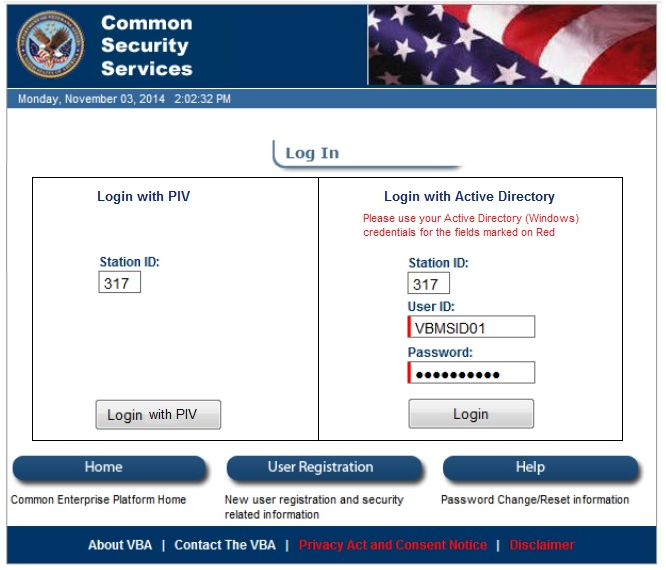 Common
Security
Services
Monday, November 03, 2014 2:02:32 PM
Log In
Login with PIV
Station ID:
317
Login with PIV
Login with Active Directory
Please use your Active Directory (Windows)
credentials for the fields marked on Red
Station ID:
317
User ID:
VBMSID01
Password:
●●●●●●●●●●
Login
Home
Common Enterprise Platform Home
User Registration
New user registration and security
related information
Help
Password Change/Reset information
About VBA | Contact The VBA | Privacy Act and Consent Notice | Disclaimer